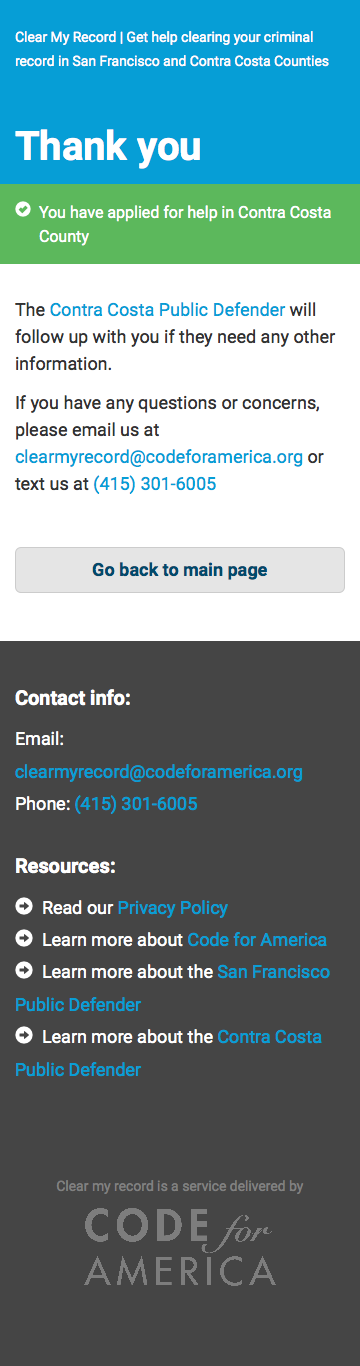 Clear My Record | Get help clearing your criminal
record in San Francisco and Contra Costa Counties
Thank you
You have applied for help in Contra Costa
County
The Contra Costa Public Defender will
follow up with you if they need any other
information.
If you have any questions or concerns,
please email us at
clearmyrecord@codeforamerica.org or
text us at (415) 301-6005
Go back to main page
Contact info:
Email:
clearmyrecord@codeforamerica.org
Phone: (415) 301-6005
Resources:
Read our Privacy Policy
Learn more about Code for America
Learn more about the San Francisco
Public Defender
Learn more about the Contra Costa
Public Defender
Clear my record is a service delivered by
CODE for
AMERICA